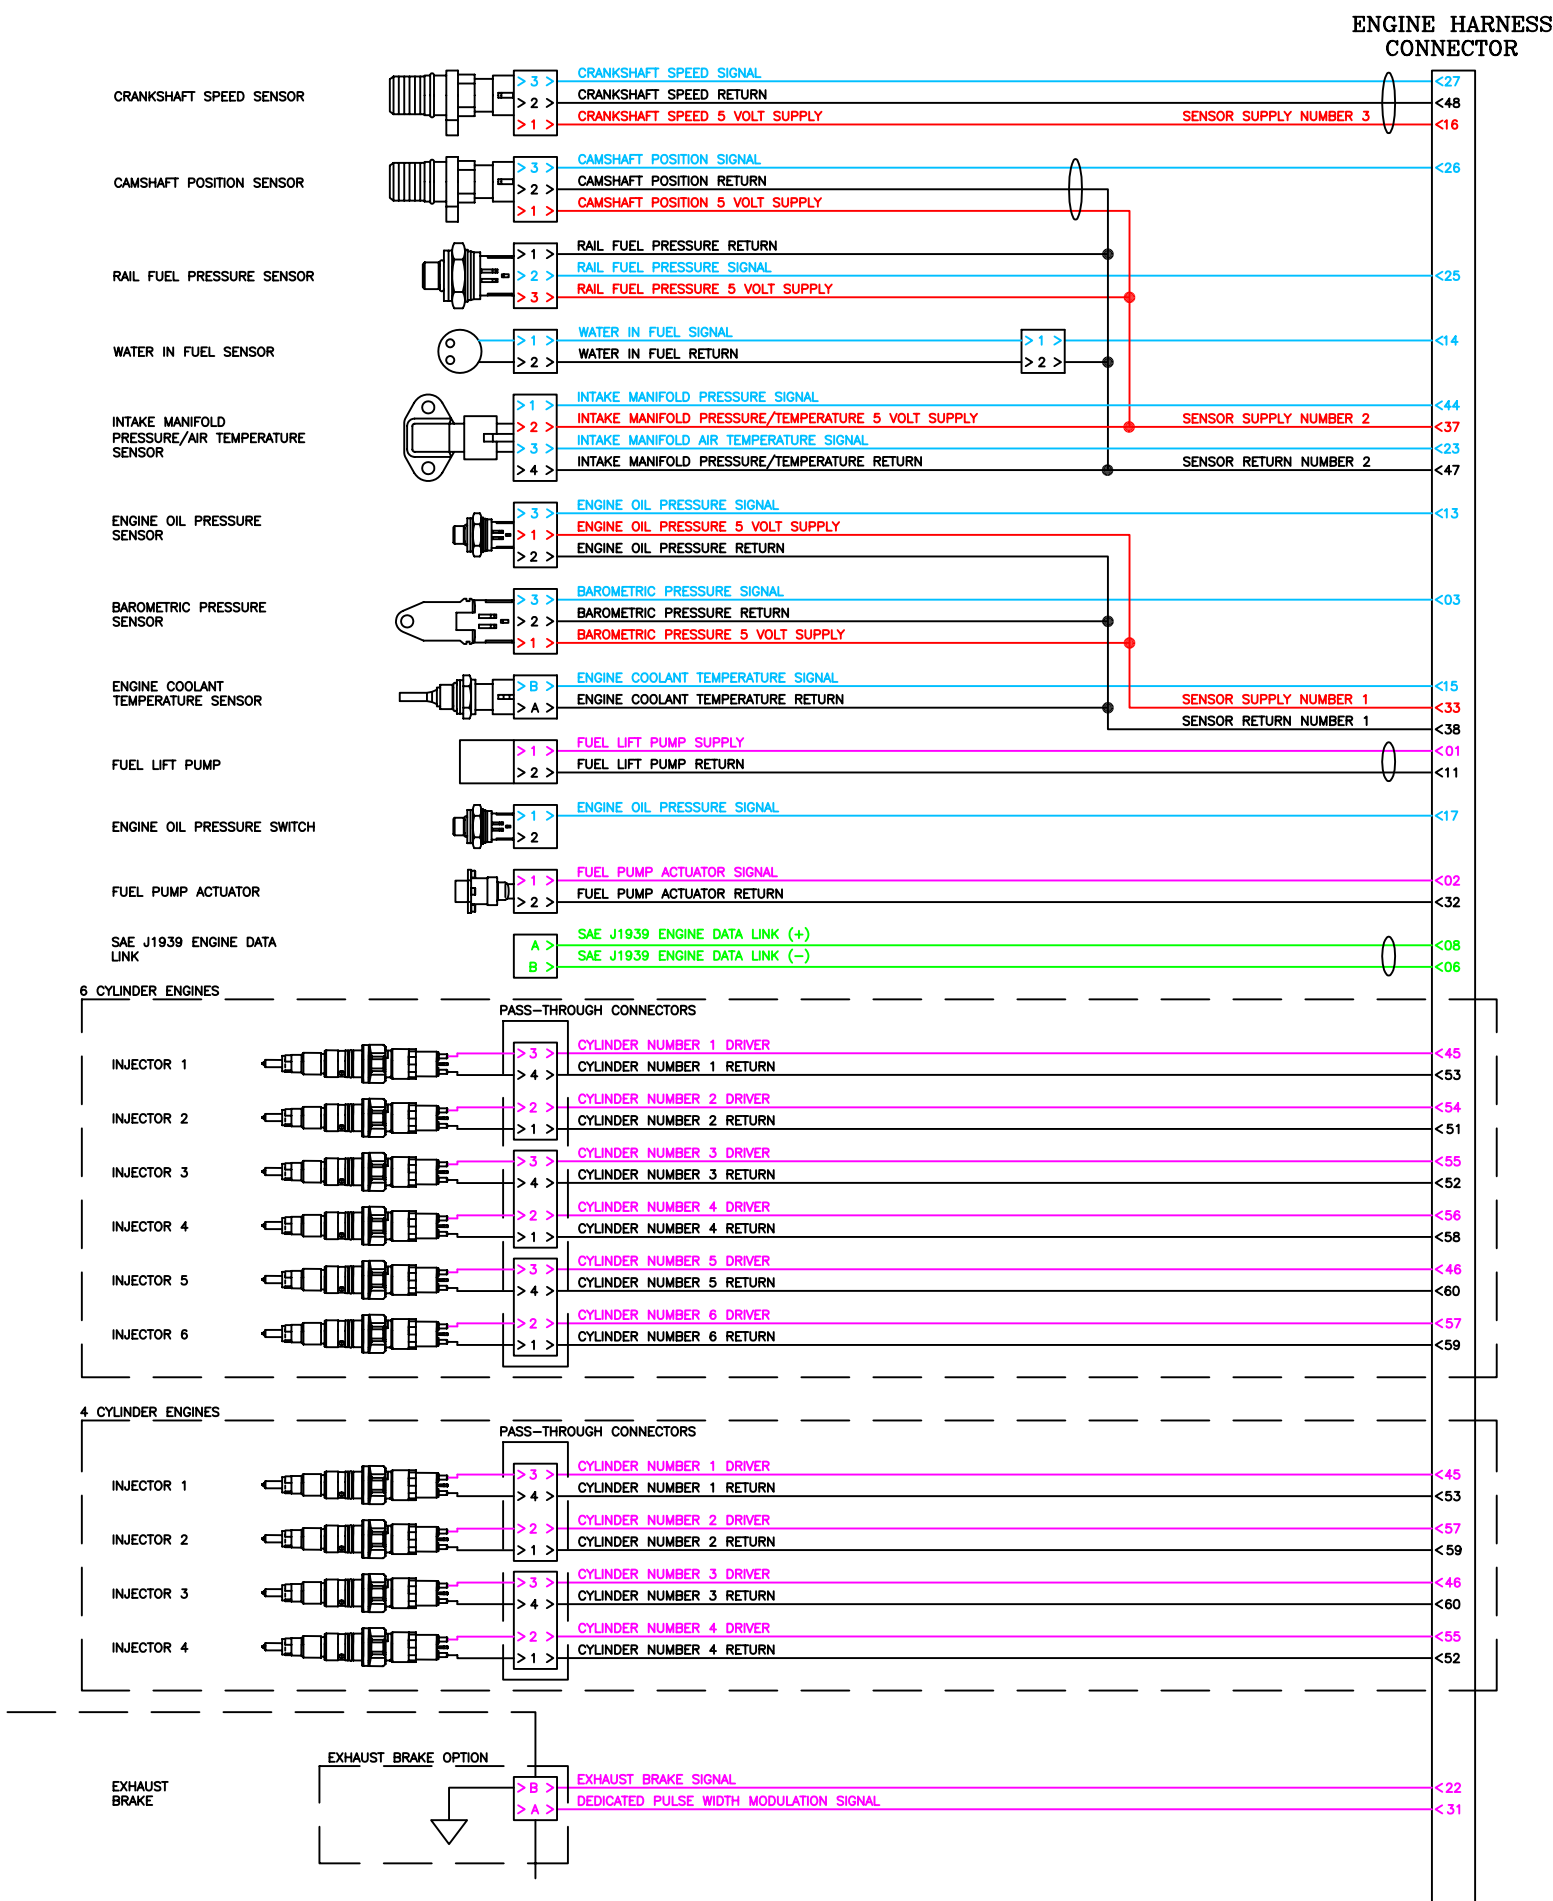 ENGINE HARNESS
CONNECTOR
CRANKSHAFT SPEED SENSOR
>3> CRANKSHAFT SPEED SIGNAL <27
>2> CRANKSHAFT SPEED RETURN <48
>1> CRANKSHAFT SPEED 5 VOLT SUPPLY SENSOR SUPPLY NUMBER 3 <16
CAMSHAFT POSITION SENSOR
>3> CAMSHAFT POSITION SIGNAL <26
>2> CAMSHAFT POSITION RETURN
>1> CAMSHAFT POSITION 5 VOLT SUPPLY
RAIL FUEL PRESSURE SENSOR
>1> RAIL FUEL PRESSURE RETURN
>2> RAIL FUEL PRESSURE SIGNAL <25
>3> RAIL FUEL PRESSURE 5 VOLT SUPPLY
WATER IN FUEL SENSOR
>1> WATER IN FUEL SIGNAL >1> <14
>2> WATER IN FUEL RETURN >2>
INTAKE MANIFOLD
PRESSURE/AIR TEMPERATURE
SENSOR
>1> INTAKE MANIFOLD PRESSURE SIGNAL <44
>2> INTAKE MANIFOLD PRESSURE/TEMPERATURE 5 VOLT SUPPLY SENSOR SUPPLY NUMBER 2 <37
>3> INTAKE MANIFOLD AIR TEMPERATURE SIGNAL <23
>4> INTAKE MANIFOLD PRESSURE/TEMPERATURE RETURN SENSOR RETURN NUMBER 2 <47
ENGINE OIL PRESSURE
SENSOR
>3> ENGINE OIL PRESSURE SIGNAL <13
>1> ENGINE OIL PRESSURE 5 VOLT SUPPLY
>2> ENGINE OIL PRESSURE RETURN
BAROMETRIC PRESSURE
SENSOR
>3> BAROMETRIC PRESSURE SIGNAL <03
>2> BAROMETRIC PRESSURE RETURN
>1> BAROMETRIC PRESSURE 5 VOLT SUPPLY
ENGINE COOLANT
TEMPERATURE SENSOR
>B> ENGINE COOLANT TEMPERATURE SIGNAL <15
>A> ENGINE COOLANT TEMPERATURE RETURN SENSOR SUPPLY NUMBER 1 <33
SENSOR RETURN NUMBER 1 <38
FUEL LIFT PUMP
>1> FUEL LIFT PUMP SUPPLY <01
>2> FUEL LIFT PUMP RETURN <11
ENGINE OIL PRESSURE SWITCH
>1> ENGINE OIL PRESSURE SIGNAL <17
>2
FUEL PUMP ACTUATOR
>1> FUEL PUMP ACTUATOR SIGNAL <02
>2> FUEL PUMP ACTUATOR RETURN <32
SAE J1939 ENGINE DATA
LINK
A> SAE J1939 ENGINE DATA LINK (+) <08
B> SAE J1939 ENGINE DATA LINK (-) <06
6 CYLINDER ENGINES
PASS-THROUGH CONNECTORS
INJECTOR 1
>3> CYLINDER NUMBER 1 DRIVER <45
>4> CYLINDER NUMBER 1 RETURN <53
INJECTOR 2
>2> CYLINDER NUMBER 2 DRIVER <54
>1> CYLINDER NUMBER 2 RETURN <51
INJECTOR 3
>3> CYLINDER NUMBER 3 DRIVER <55
>4> CYLINDER NUMBER 3 RETURN <52
INJECTOR 4
>2> CYLINDER NUMBER 4 DRIVER <56
>1> CYLINDER NUMBER 4 RETURN <58
INJECTOR 5
>3> CYLINDER NUMBER 5 DRIVER <46
>4> CYLINDER NUMBER 5 RETURN <60
INJECTOR 6
>2> CYLINDER NUMBER 6 DRIVER <57
>1> CYLINDER NUMBER 6 RETURN <59
4 CYLINDER ENGINES
PASS-THROUGH CONNECTORS
INJECTOR 1
>3> CYLINDER NUMBER 1 DRIVER <45
>4> CYLINDER NUMBER 1 RETURN <53
INJECTOR 2
>2> CYLINDER NUMBER 2 DRIVER <57
>1> CYLINDER NUMBER 2 RETURN <59
INJECTOR 3
>3> CYLINDER NUMBER 3 DRIVER <46
>4> CYLINDER NUMBER 3 RETURN <60
INJECTOR 4
>2> CYLINDER NUMBER 4 DRIVER <55
>1> CYLINDER NUMBER 4 RETURN <52
EXHAUST BRAKE OPTION
EXHAUST
BRAKE
>B> EXHAUST BRAKE SIGNAL <22
>A> DEDICATED PULSE WIDTH MODULATION SIGNAL <31